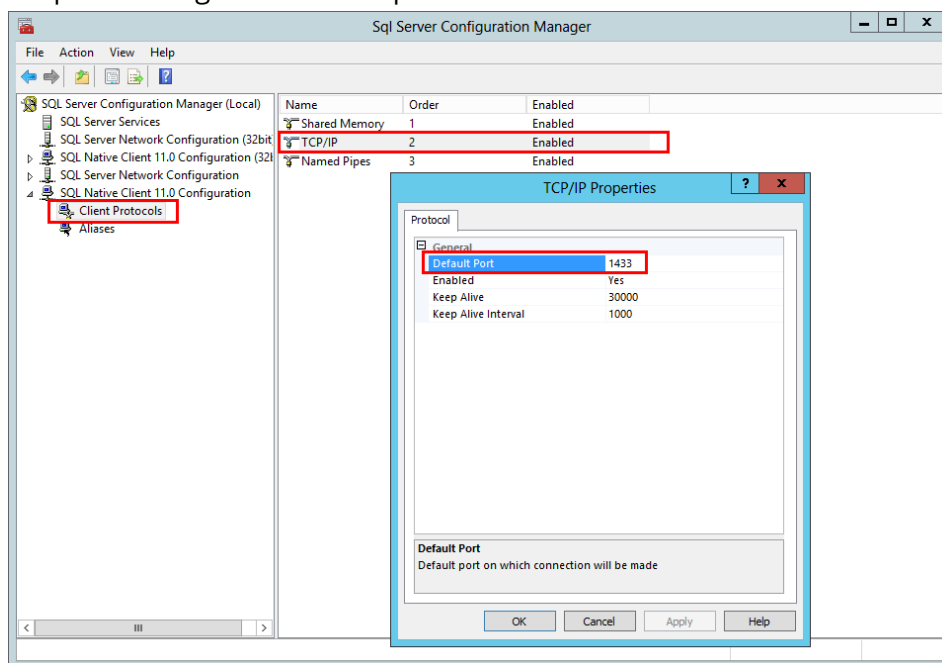 Sql Server Configuration Manager
File Action View Help
SQL Server Configuration Manager (Local)
SQL Server Services
SQL Server Network Configuration (32bit
SQL Native Client 11.0 Configuration (32b
SQL Server Network Configuration
SQL Native Client 11.0 Configuration
Client Protocols
Aliases
Name Order Enabled
Shared Memory 1 Enabled
TCP/IP 2 Enabled
Named Pipes 3 Enabled
TCP/IP Properties
Protocol
General
Default Port 1433
Enabled Yes
Keep Alive 30000
Keep Alive Interval 1000
Default Port
Default port on which connection will be made
OK Cancel Apply Help